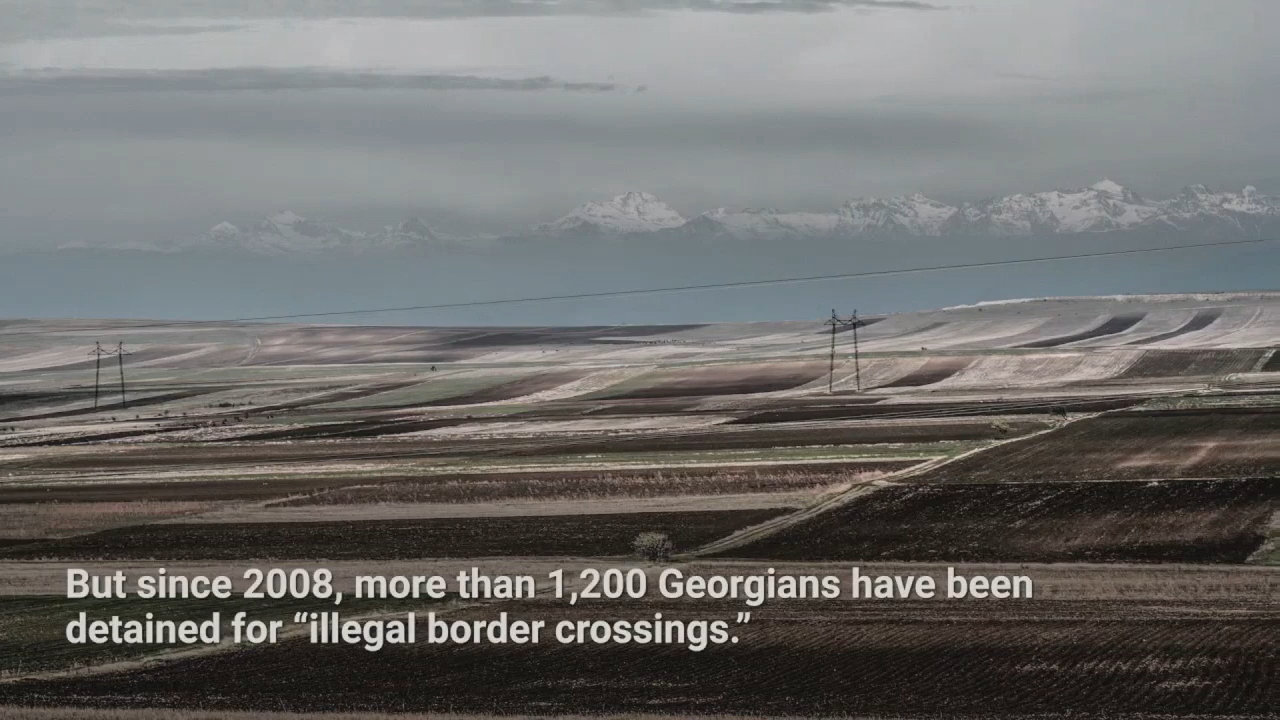 But since 2008, more than 1,200 Georgians have been
detained for “illegal border crossings.”